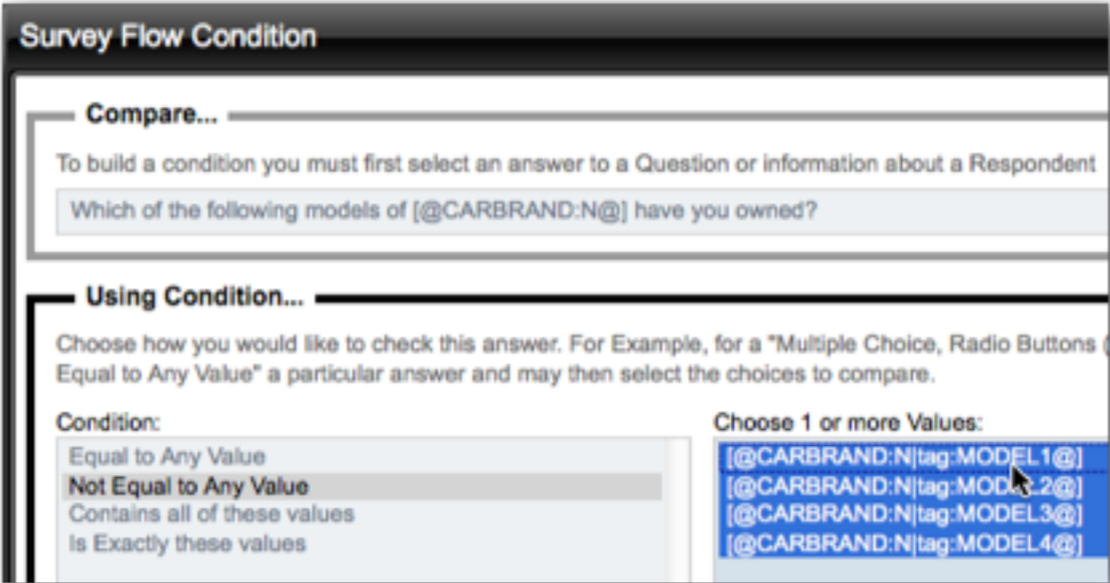 Survey Flow Condition
Compare...
To build a condition you must first select an answer to a Question or information about a Respondent
Which of the following models of [@CARBRAND:N@] have you owned?
Using Condition...
Choose how you would like to check this answer. For Example, for a "Multiple Choice, Radio Buttons (
Equal to Any Value" a particular answer and may then select the choices to compare.
Condition:
Equal to Any Value
Not Equal to Any Value
Contains all of these values
Is Exactly these values
Choose 1 or more Values:
[@CARBRAND:N|tag:MODEL1@]
[@CARBRAND:N|tag:MODEL2@]
[@CARBRAND:N|tag:MODEL3@]
[@CARBRAND:N|tag:MODEL4@]